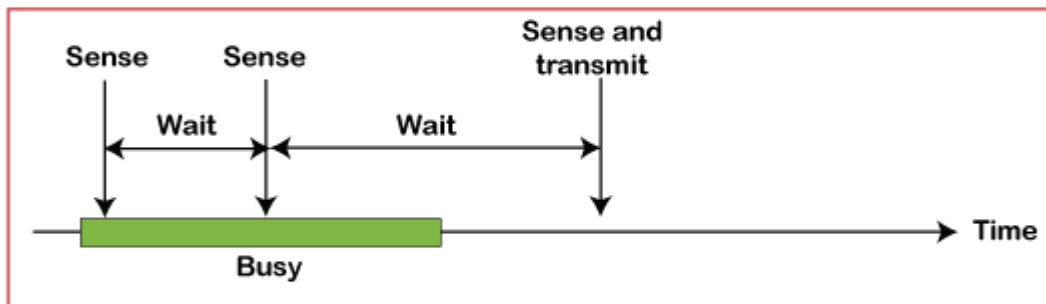 Sense
Sense
Sense and
transmit
Wait
Wait
Time
Busy